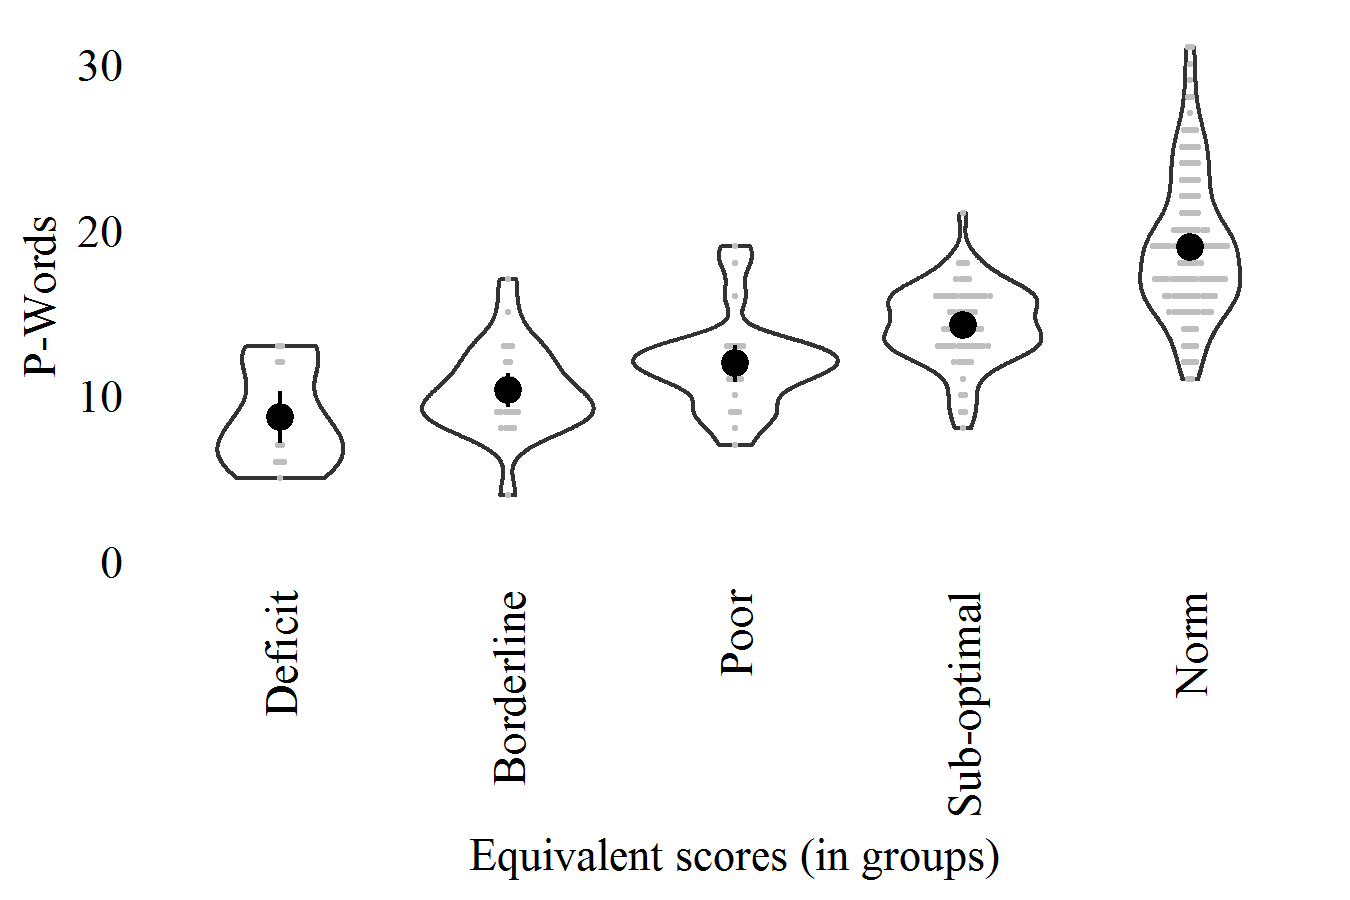 P-Words
30
20
10
0
Deficit
Borderline
Poor
Sub-optimal
Norm
Equivalent scores (in groups)